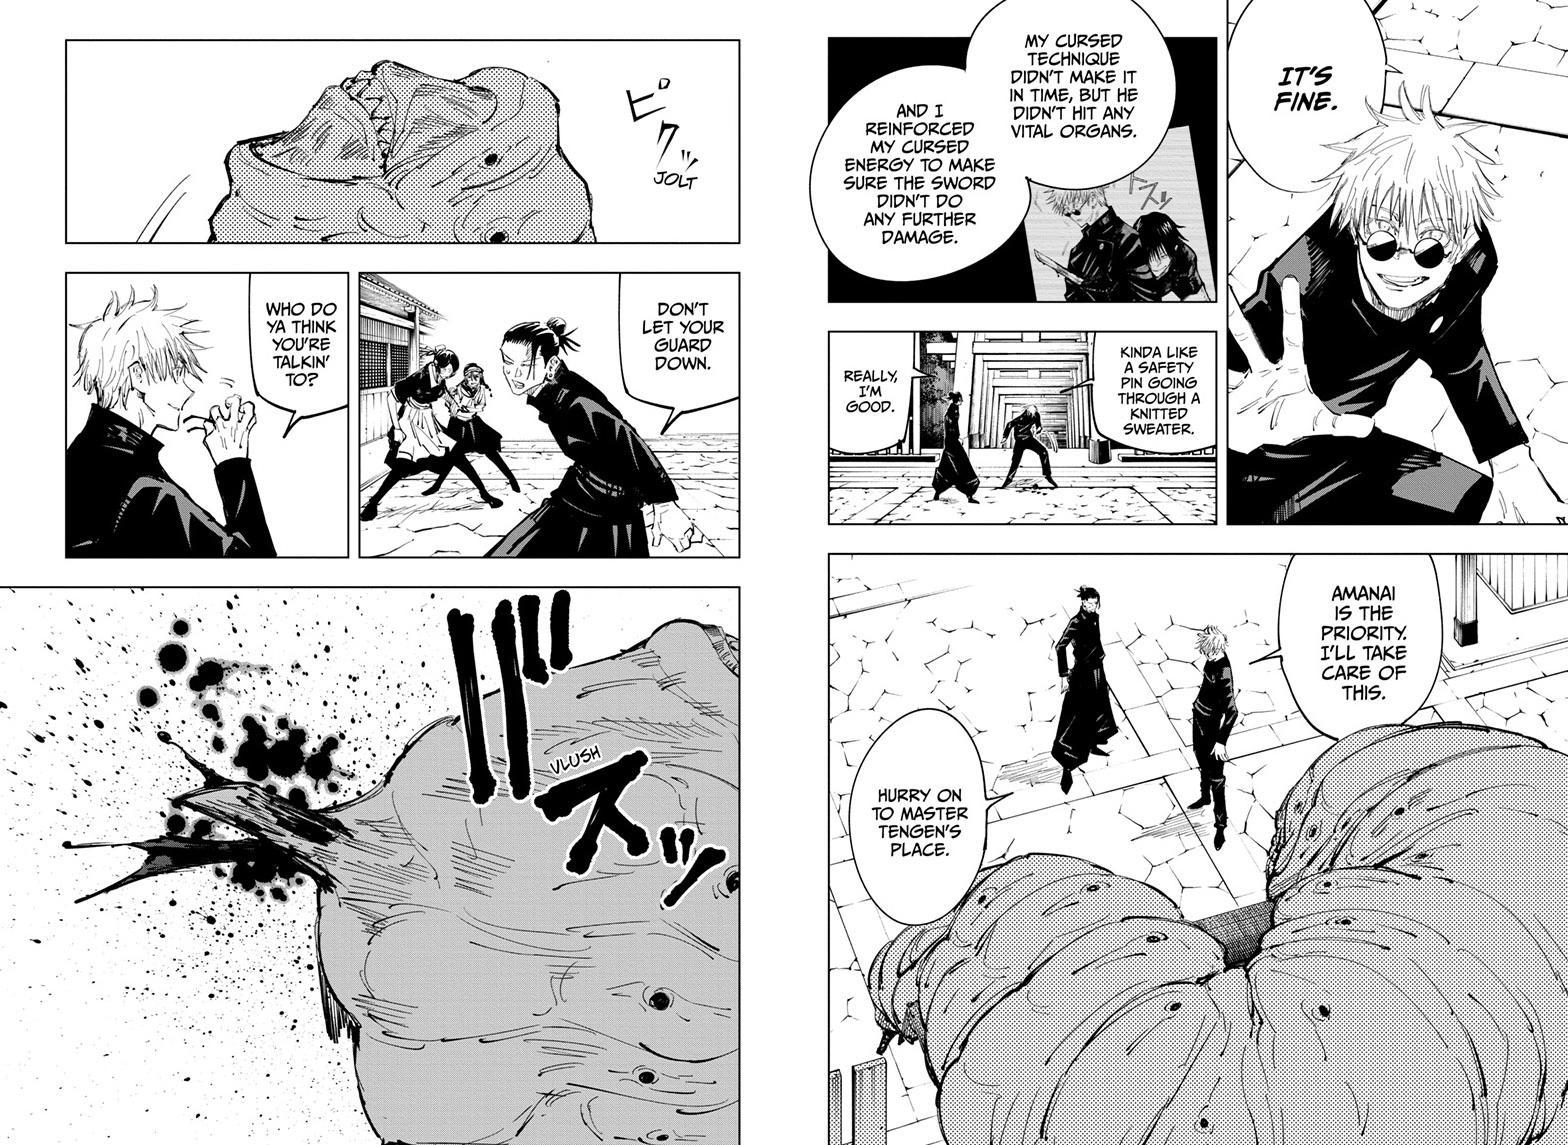 IT'S
FINE.
MY CURSED
TECHNIQUE
DIDN'T MAKE IT
IN TIME, BUT HE
DIDN'T HIT ANY
VITAL ORGANS.
AND I
REINFORCED
MY CURSED
ENERGY TO MAKE
SURE THE SWORD
DIDN'T DO
ANY FURTHER
DAMAGE.
トスッ
KINDA LIKE
A SAFETY
PIN GOING
THROUGH A
KNITTED
SWEATER.
REALLY,
I'M
GOOD.
AMANAI
IS THE
PRIORITY.
I'LL TAKE
CARE OF
THIS.
HURRY ON
TO MASTER
TENGEN'S
PLACE.
ピクッ
JOLT
DON'T
LET YOUR
GUARD
DOWN.
WHO DO
YA THINK
YOU'RE
TALKIN'
TO?
VLUSH
ズズッ